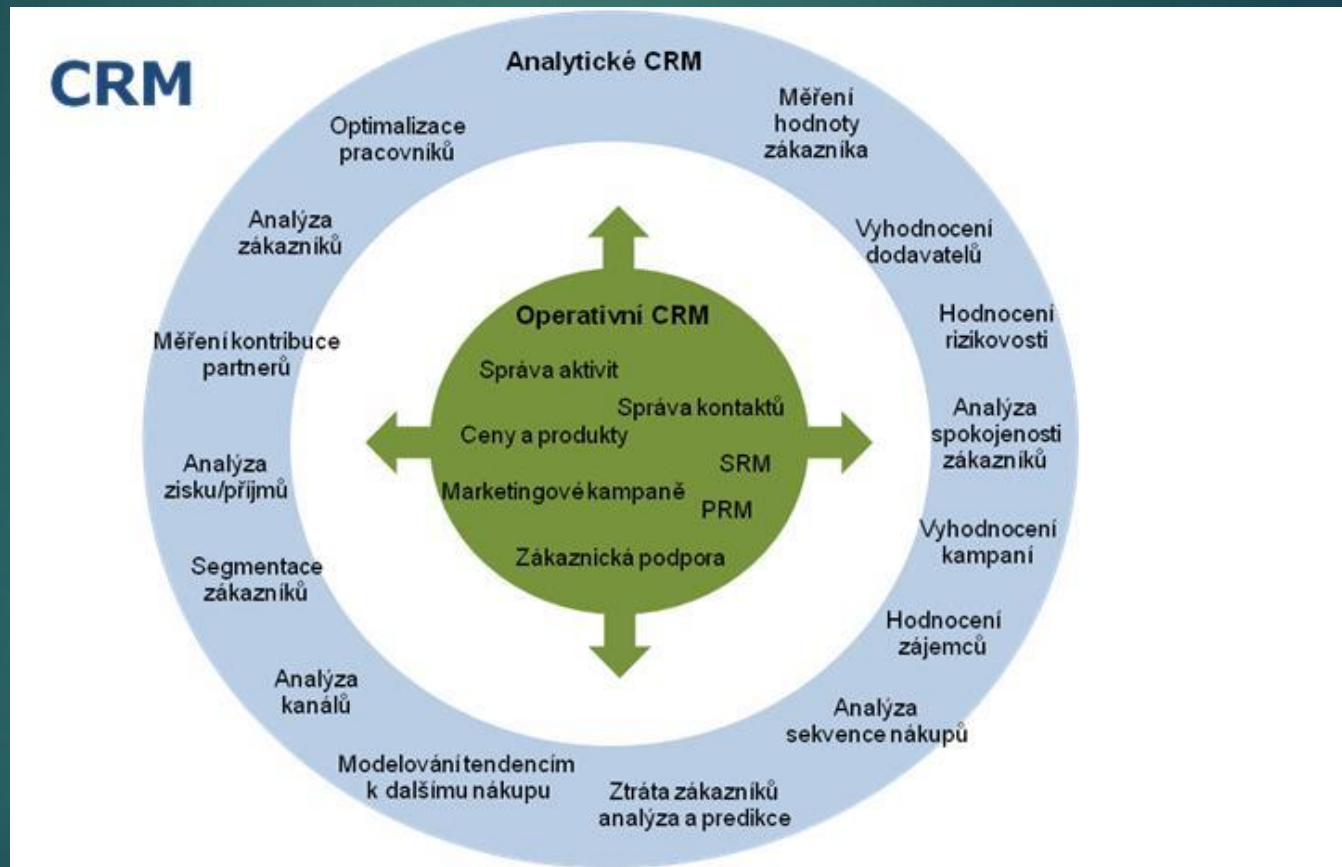 CRM
Analytické CRM
Měření
hodnoty
zákazníka
Optimalizace
pracovníků
Analýza
zákazníků
Vyhodnocení
dodavatelů
Hodnocení
rizikovosti
Operativní CRM
Měření kontribuce
partnerů
Správa aktivit
Správa kontaktů
Ceny a produkty
Analýza
spokojenosti
zákazníků
SRM
Analýza
zisku/příjmů
Marketingové kampaně
PRM
Vyhodnocení
kampaní
Zákaznická podpora
Segmentace
zákazníků
Hodnocení
zájemců
Analýza
kanálů
Analýza
sekvence nákupů
Modelování tendencím
k dalšímu nákupu
Ztráta zákazníků
analýza a predikce